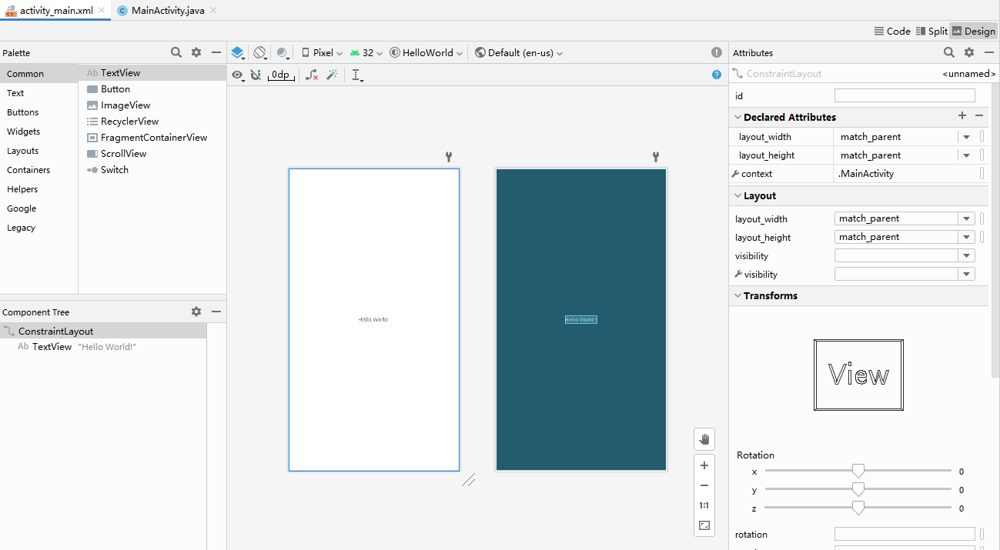 activity_main.xml
MainActivity.java
Code
Split
Design
Palette
Common
Text
Buttons
Widgets
Layouts
Containers
Helpers
Google
Legacy
Ab TextView
Button
ImageView
RecyclerView
FragmentContainerView
ScrollView
Switch
Component Tree
ConstraintLayout
Ab TextView "Hello World!"
Pixel
32
HelloWorld
Default (en-us)
0dp
Hello World!
Hello World!
1:1
Attributes
ConstraintLayout <unnamed>
id
Declared Attributes
layout_width match_parent
layout_height match_parent
context .MainActivity
Layout
layout_width match_parent
layout_height match_parent
visibility
visibility
Transforms
View
Rotation
x 0
y 0
z 0
rotation